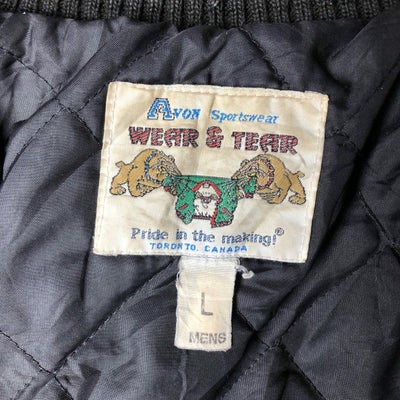 AVON Sportswear
WEAR & TEAR
Pride in the making!®
TORONTO, CANADA
L
MENS